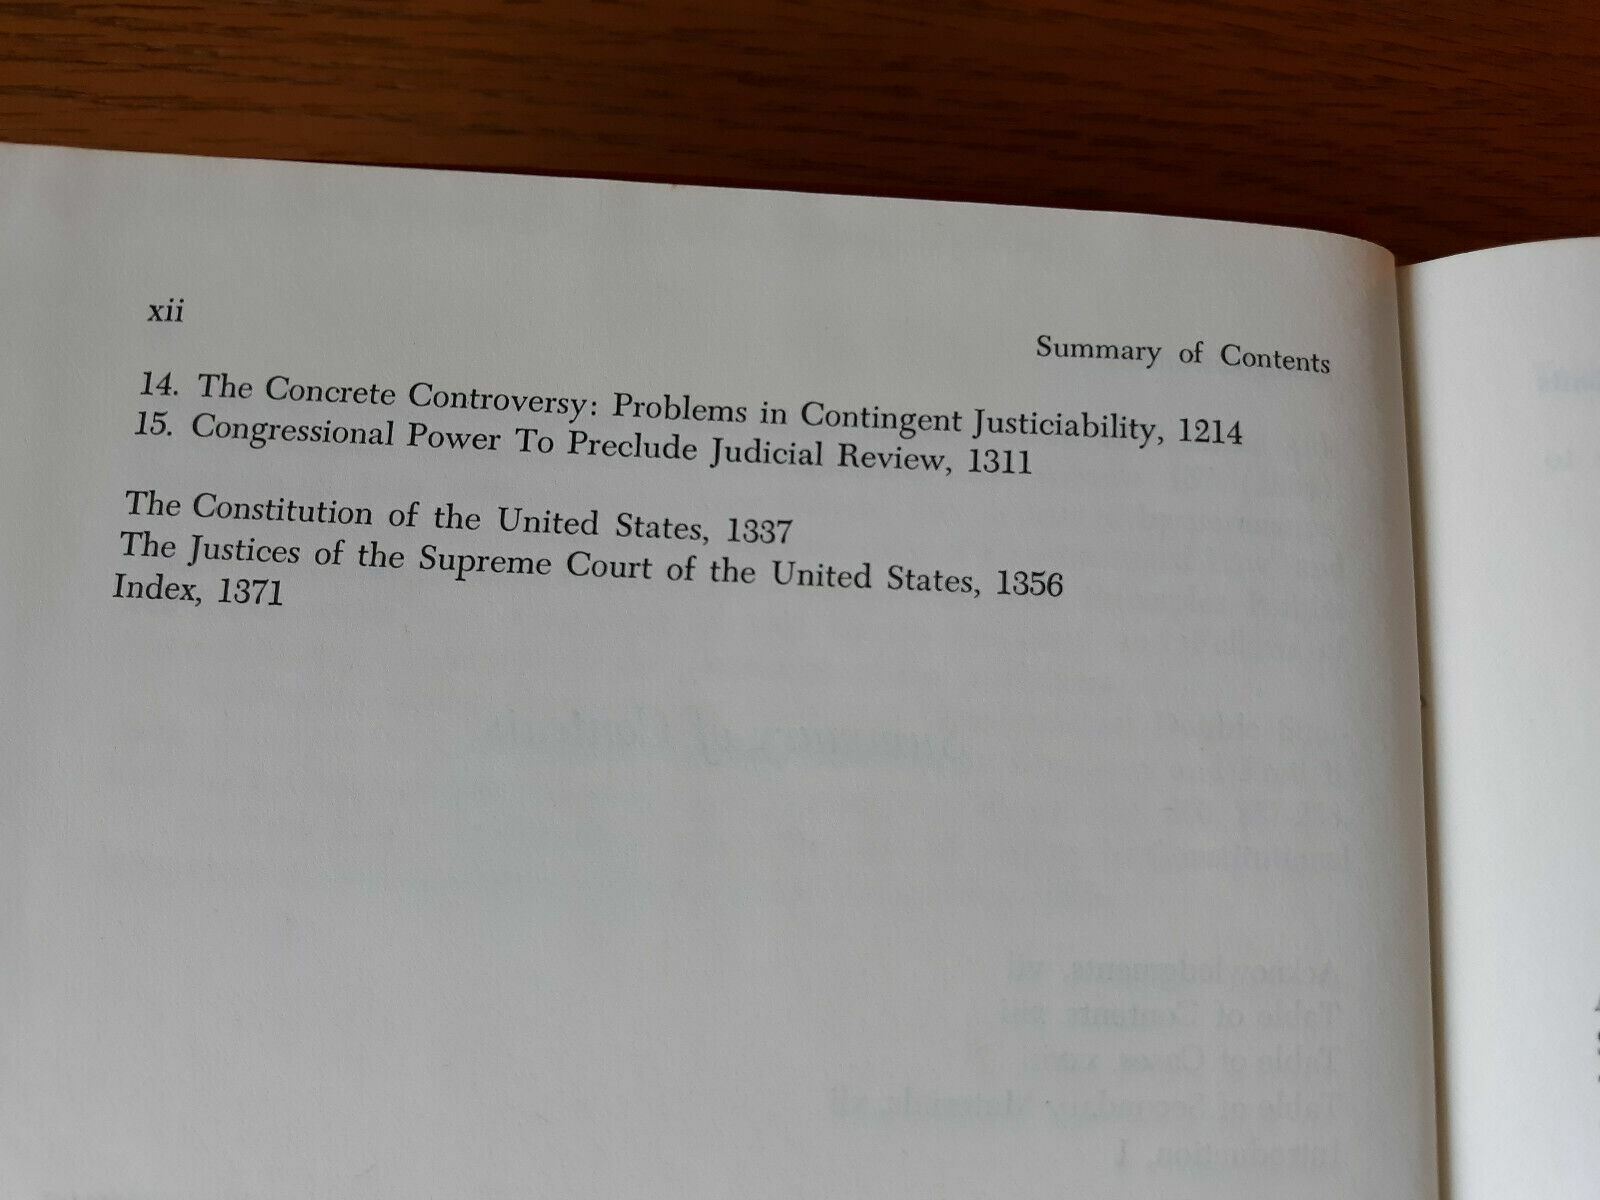 xii
Summary of Contents
14. The Concrete Controversy: Problems in Contingent Justiciability, 1214
15. Congressional Power To Preclude Judicial Review, 1311
The Constitution of the United States, 1337
The Justices of the Supreme Court of the United States, 1356
Index, 1371